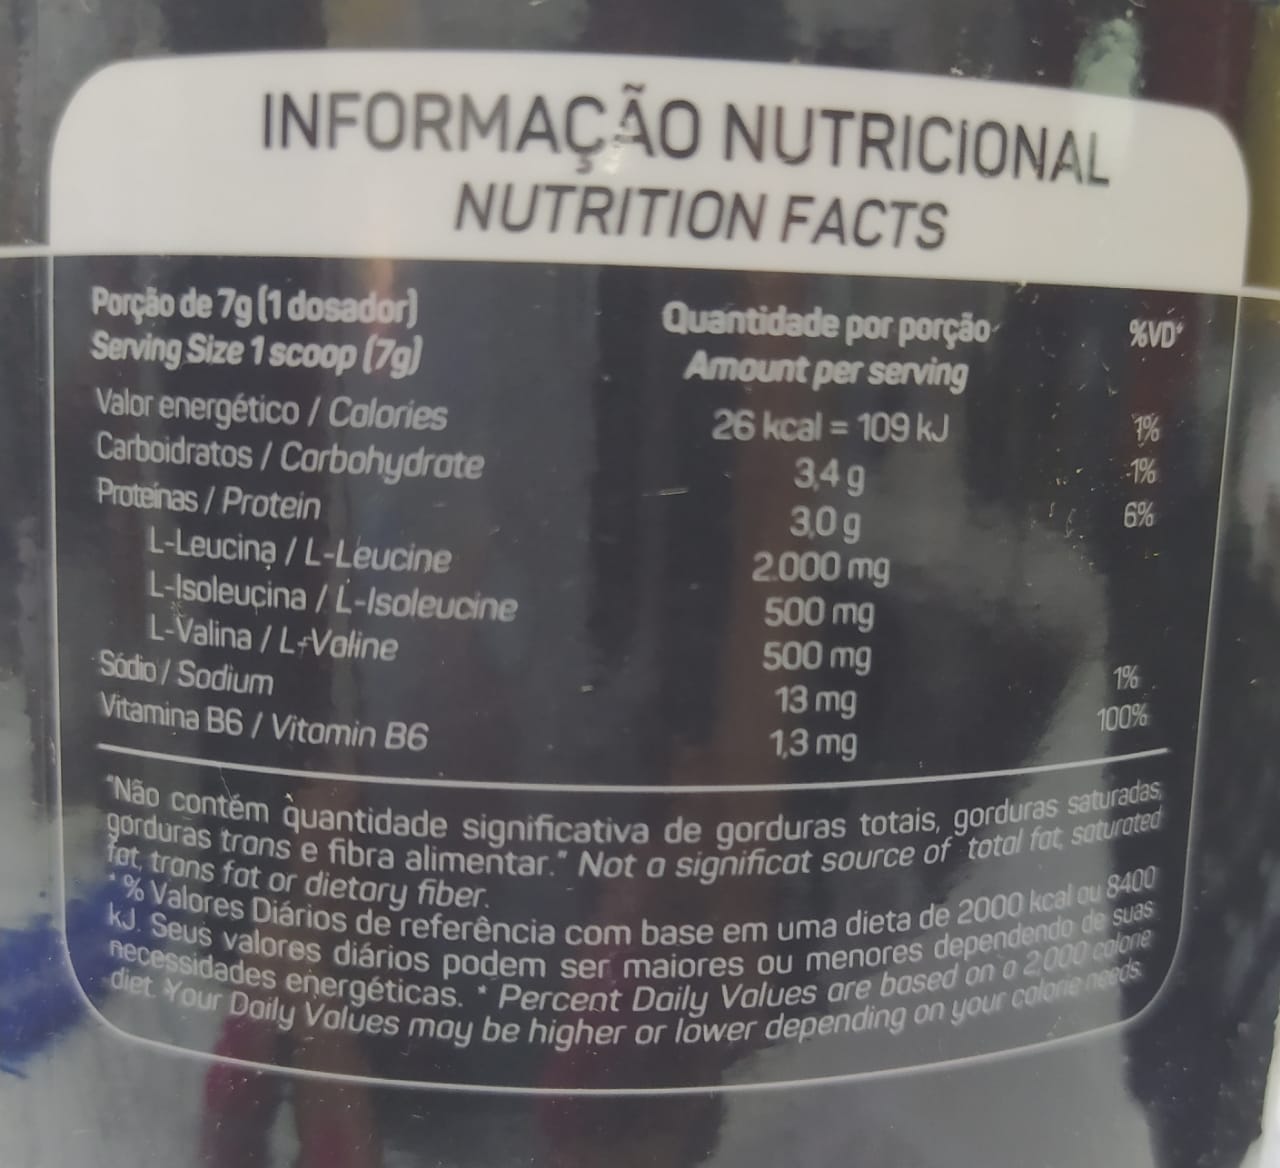 INFORMAÇÃO NUTRICIONAL
NUTRITION FACTS
Porção de 7g (1 dosador)
Serving Size 1 scoop (7g)
Quantidade por porção
Amount per serving
%VD*
Valor energético / Calories 26 kcal = 109 kJ 1%
Carboidratos / Carbohydrate 3,4 g 1%
Proteínas / Protein 3,0 g 6%
L-Leucina / L-Leucine 2.000 mg
L-Isoleucina / L-Isoleucine 500 mg
L-Valina / L-Valine 500 mg
Sódio / Sodium 13 mg 1%
Vitamina B6 / Vitamin B6 1,3 mg 100%
"Não contém quantidade significativa de gorduras totais, gorduras saturadas,
gorduras trans e fibra alimentar." Not a significat source of total fat, saturated
fat, trans fat or dietary fiber.
*% Valores Diários de referência com base em uma dieta de 2000 kcal ou 8400
kJ. Seus valores diários podem ser maiores ou menores dependendo de suas
necessidades energéticas. * Percent Daily Values are based on a 2.000 calorie
diet. Your Daily Values may be higher or lower depending on your calorie needs.